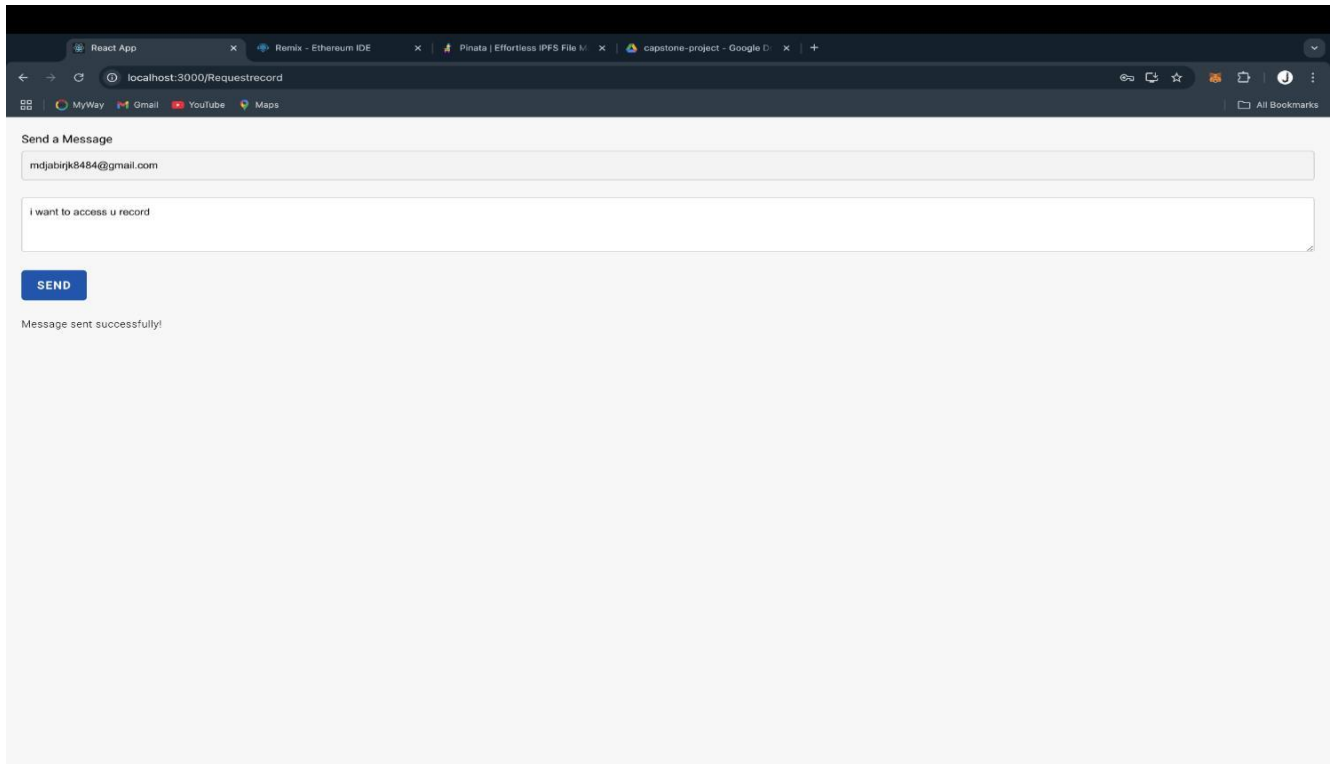 React App
Remix - Ethereum IDE
Pinata | Effortless IPFS File M
capstone-project - Google D
localhost:3000/Requestrecord
MyWay
Gmail
YouTube
Maps
J
All Bookmarks
Send a Message
mdjabirjk8484@gmail.com
i want to access u record
SEND
Message sent successfully!